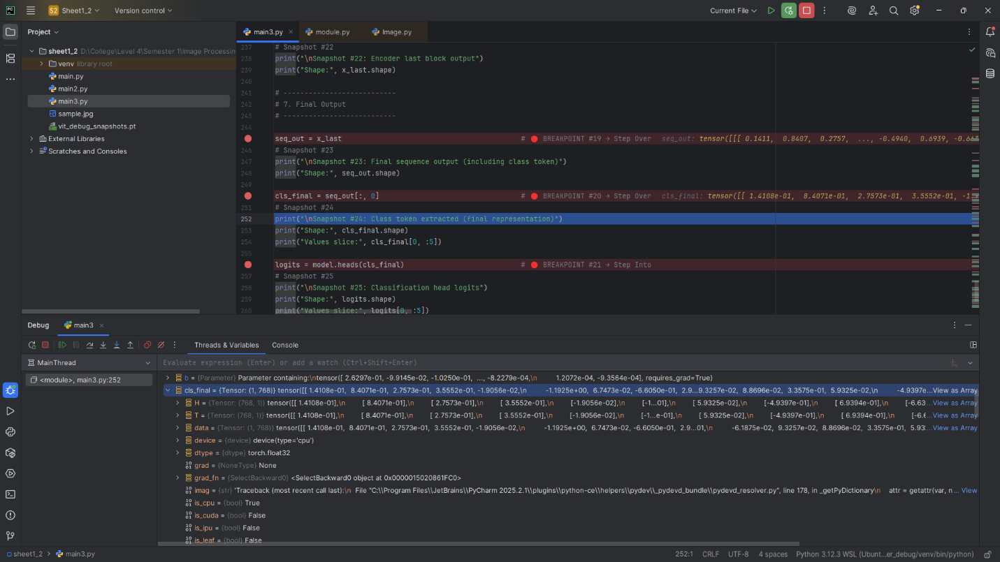 PC S2 Sheet1_2 Version control Current File
Project
sheet1_2 D:\College\Level 4\Semester 1\Image Processin
venv library root
main.py
main2.py
main3.py
sample.jpg
vit_debug_snapshots.pt
External Libraries
Scratches and Consoles
main3.py module.py Image.py
237 # Snapshot #22
238 print("\nSnapshot #22: Encoder last block output")
239 print("Shape:", x_last.shape)
240
241 # ---------------------------
242 # 7. Final Output
243 # ---------------------------
244
seq_out = x_last # 🔴 BREAKPOINT #19 → Step Over seq_out: tensor([[[ 0.1411, 0.8407, 0.2757, ..., -0.4940, 0.6939, -0.663
246 # Snapshot #23
247 print("\nSnapshot #23: Final sequence output (including class token)")
248 print("Shape:", seq_out.shape)
249
cls_final = seq_out[:, 0] # 🔴 BREAKPOINT #20 → Step Over cls_final: tensor([[ 1.4108e-01, 8.4071e-01, 2.7573e-01, 3.5552e-01, -1.
251 # Snapshot #24
252 print("\nSnapshot #24: Class token extracted (final representation)")
253 print("Shape:", cls_final.shape)
254 print("Values slice:", cls_final[0, :5])
255
logits = model.heads(cls_final) # 🔴 BREAKPOINT #21 → Step Into
257 # Snapshot #25
258 print("\nSnapshot #25: Classification head logits")
259 print("Shape:", logits.shape)
260 print("Values slice:", logits[0, :5])
Debug main3
Threads & Variables Console
MainThread
<module>, main3.py:252
Evaluate expression (Enter) or add a watch (Ctrl+Shift+Enter)
b = {Parameter} Parameter containing:\ntensor([ 2.6297e-01, -9.9145e-02, -1.0250e-01, ..., -8.2279e-04,\n 1.2072e-04, -9.3564e-04], requires_grad=True)
cls_final = {Tensor: (1, 768)} tensor([[ 1.4108e-01, 8.4071e-01, 2.7573e-01, 3.5552e-01, -1.9056e-02,\n -1.1925e+00, 6.7473e-02, -6.6050e-01, 2.9...9.3257e-02, 8.8696e-02, 3.3575e-01, 5.9325e-02,\n -4.9397e...View as Array
H = {Tensor: (768, 1)} tensor([[ 1.4108e-01],\n [ 8.4071e-01],\n [ 2.7573e-01],\n [ 3.5552e-01],\n [-1.9056e-02],\n [-1...01],\n [ 5.9325e-02],\n [-4.9397e-01],\n [ 6.9394e-01],\n [-6.63...View as Array
T = {Tensor: (768, 1)} tensor([[ 1.4108e-01],\n [ 8.4071e-01],\n [ 2.7573e-01],\n [ 3.5552e-01],\n [-1.9056e-02],\n [-1...e-01],\n [ 5.9325e-02],\n [-4.9397e-01],\n [ 6.9394e-01],\n [-6.6...View as Array
data = {Tensor: (1, 768)} tensor([[ 1.4108e-01, 8.4071e-01, 2.7573e-01, 3.5552e-01, -1.9056e-02,\n -1.1925e+00, 6.7473e-02, -6.6050e-01, 2.9...01,\n -6.1875e-02, 9.3257e-02, 8.8696e-02, 3.3575e-01, 5.93...View as Array
device = {device} device(type='cpu')
dtype = {dtype} torch.float32
grad = {NoneType} None
grad_fn = {SelectBackward0} <SelectBackward0 object at 0x0000015020861FC0>
imag = {str} 'Traceback (most recent call last):\n File "C:\\Program Files\\JetBrains\\PyCharm 2025.2.1\\plugins\\python-ce\\helpers\\pydev\\_pydevd_bundle\\pydevd_resolver.py", line 178, in _getPyDictionary\n attr = getattr(var, n... View
is_cpu = {bool} True
is_cuda = {bool} False
is_ipu = {bool} False
is_leaf = {bool} False
sheet1_2 > main3.py 252:1 CRLF UTF-8 4 spaces Python 3.12.3 WSL (Ubunt...er_debug/venv/bin/python)